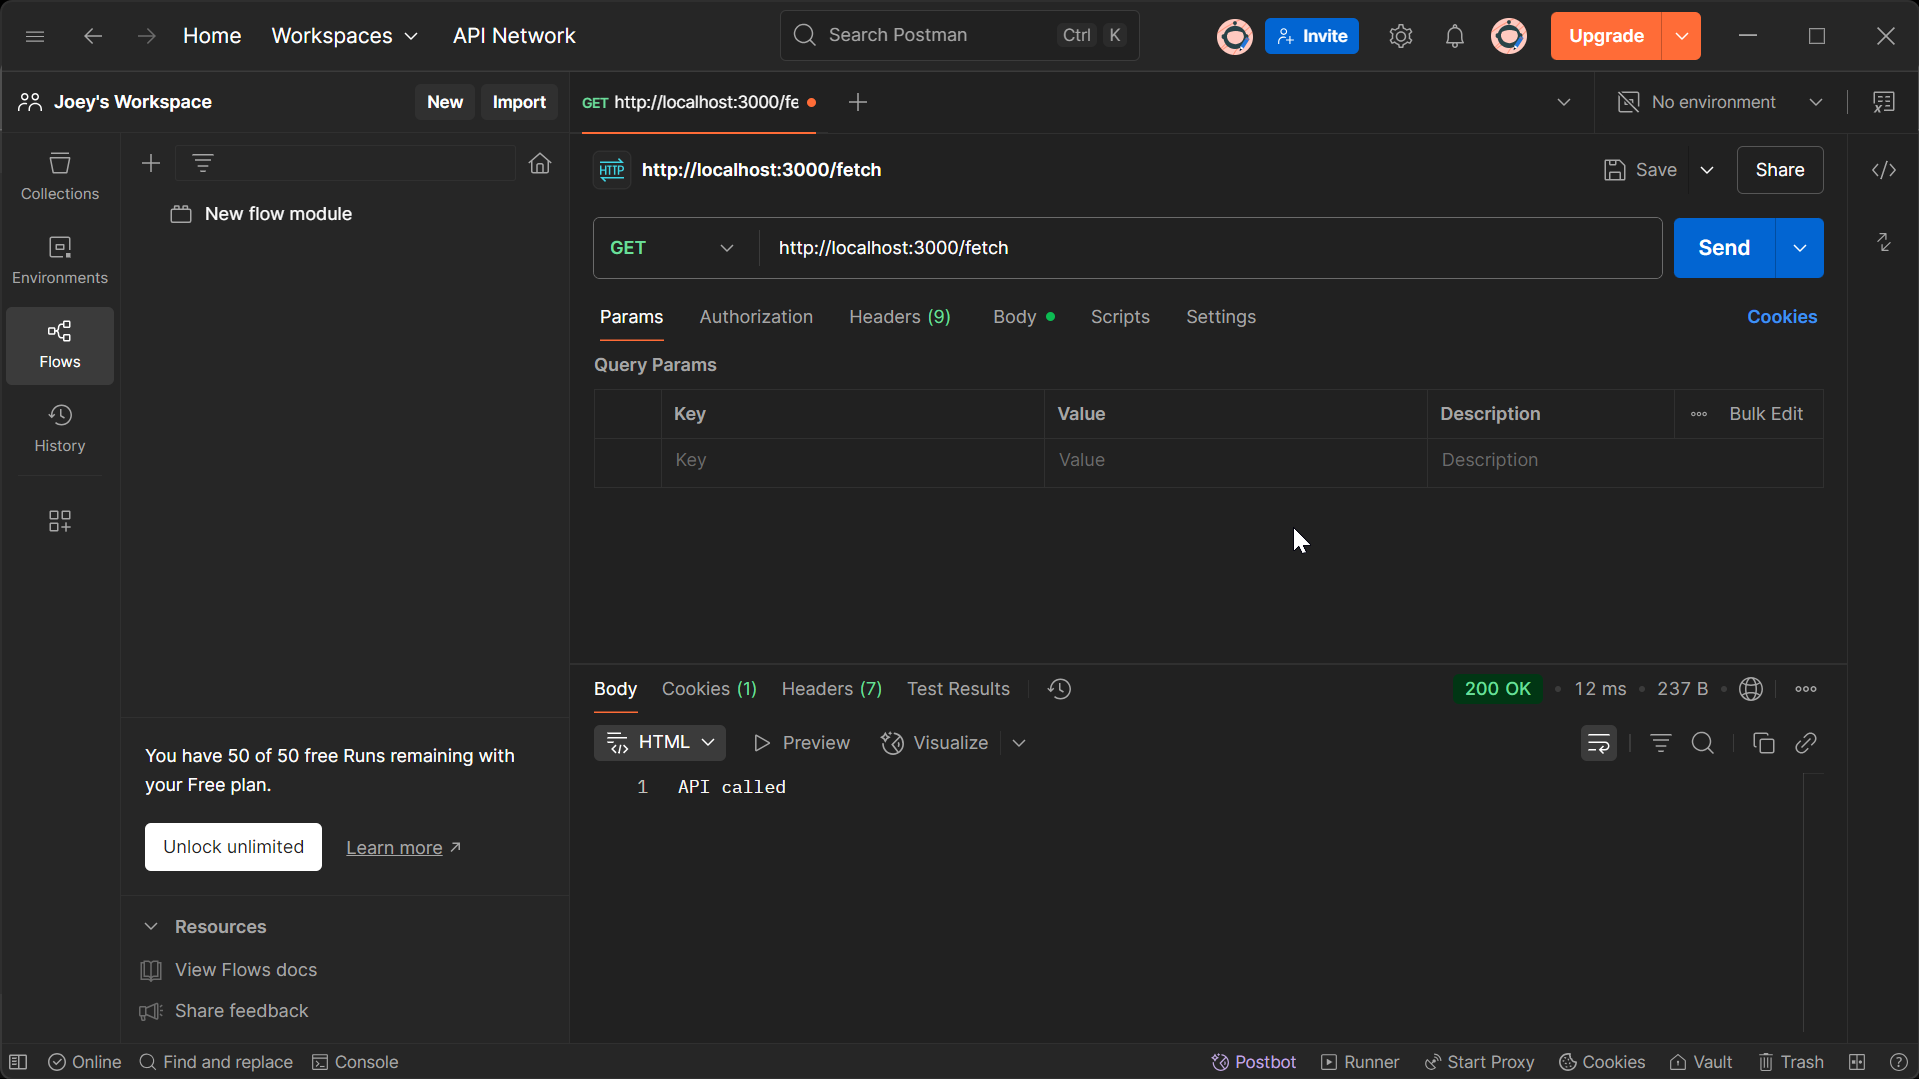 Home Workspaces API Network Search Postman Ctrl K Invite Upgrade
Joey's Workspace New Import GET http://localhost:3000/fe No environment
Collections
Environments
Flows
History
New flow module
You have 50 of 50 free Runs remaining with
your Free plan.
Unlock unlimited Learn more
Resources
View Flows docs
Share feedback
HTTP http://localhost:3000/fetch Save Share
GET http://localhost:3000/fetch Send
Params Authorization Headers (9) Body Scripts Settings Cookies
Query Params
Key Value Description Bulk Edit
Key Value Description
Body Cookies (1) Headers (7) Test Results 200 OK 12 ms 237 B
HTML Preview Visualize
1 API called
Online Find and replace Console Postbot Runner Start Proxy Cookies Vault Trash